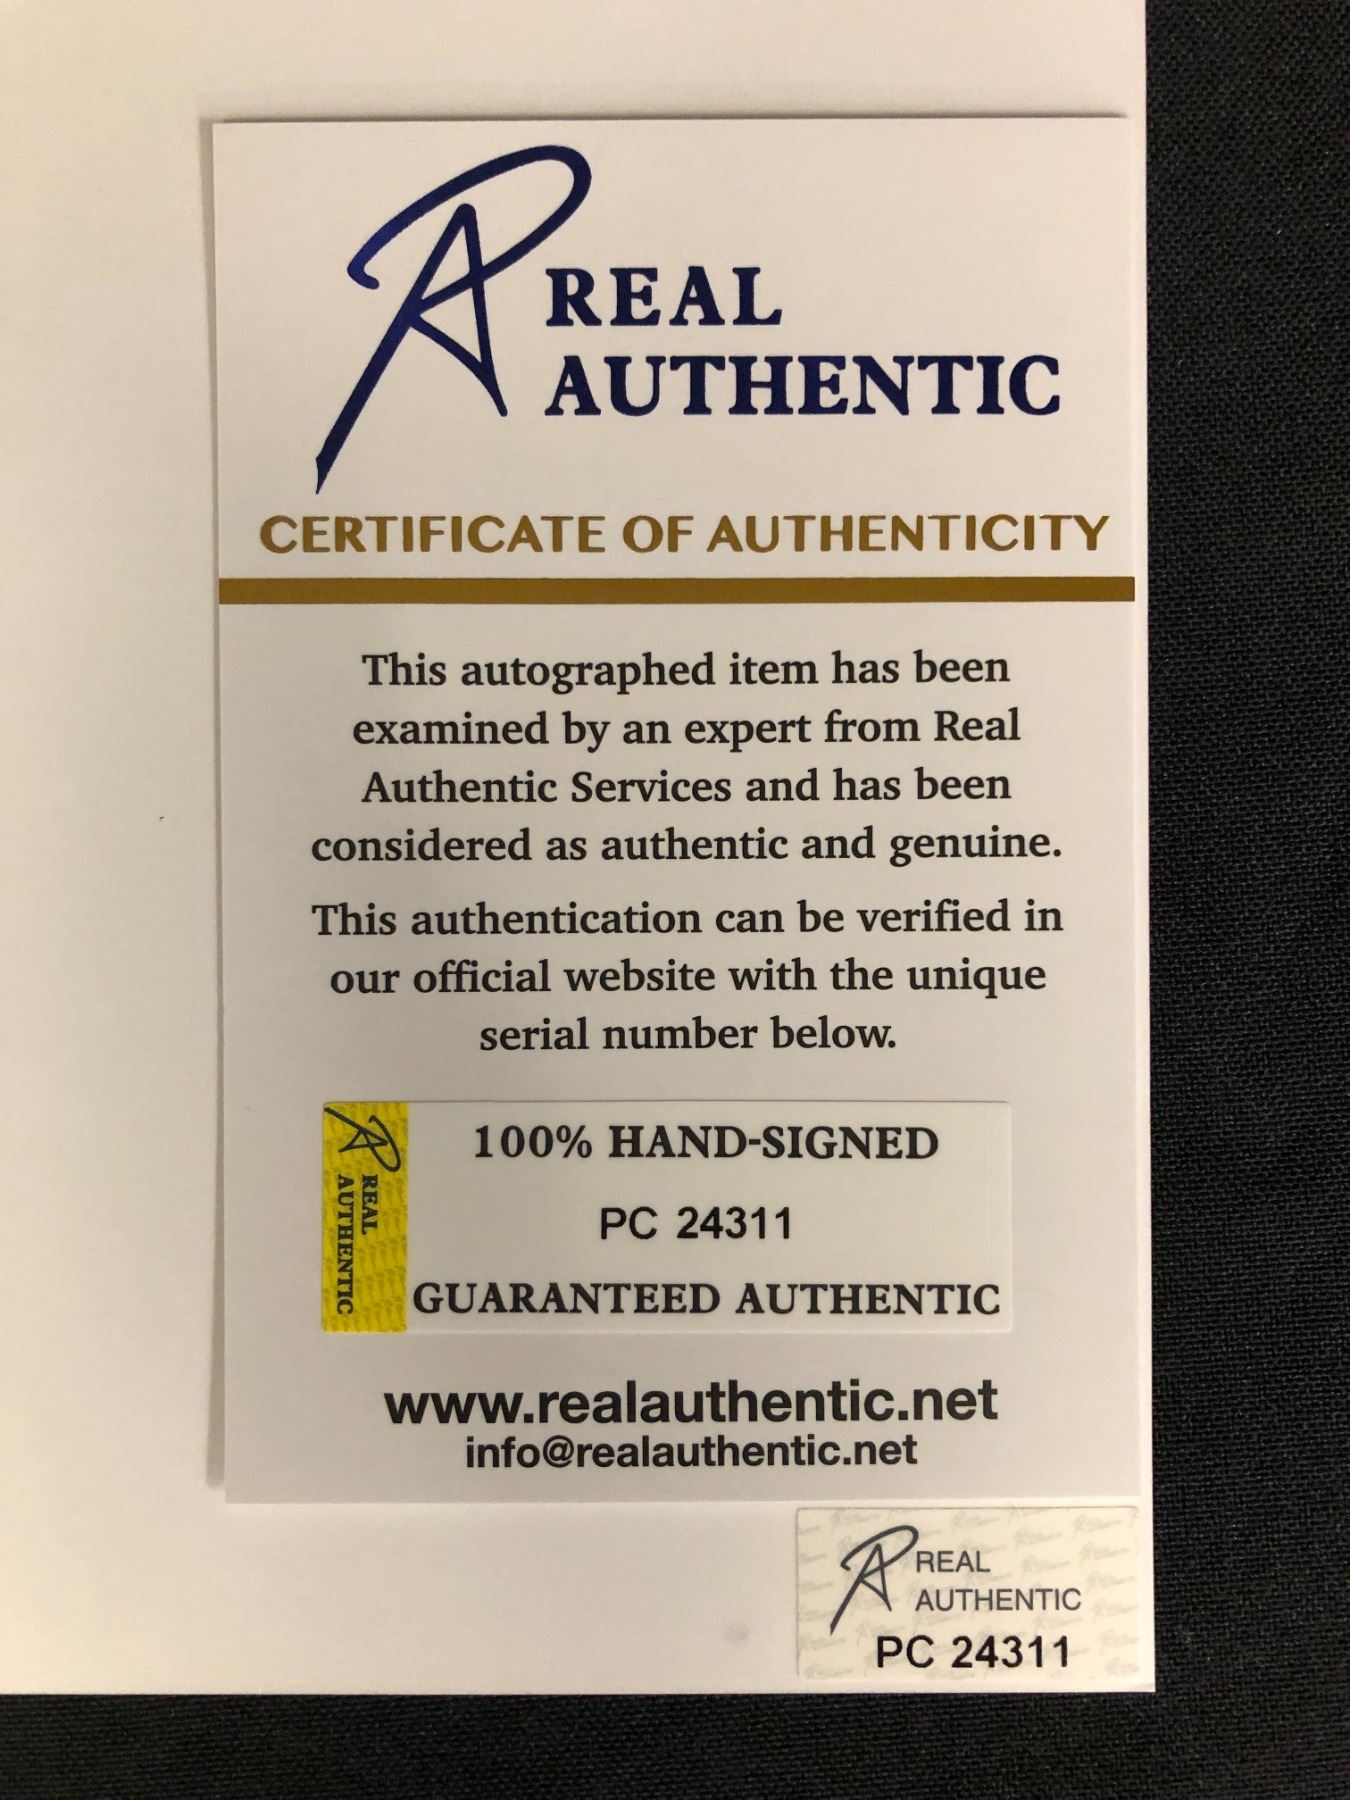 REAL
AUTHENTIC
CERTIFICATE OF AUTHENTICITY
This autographed item has been
examined by an expert from Real
Authentic Services and has been
considered as authentic and genuine.
This authentication can be verified in
our official website with the unique
serial number below.
REAL
AUTHENTIC
100% HAND-SIGNED
PC 24311
GUARANTEED AUTHENTIC
www.realauthentic.net
info@realauthentic.net
REAL
AUTHENTIC
PC 24311